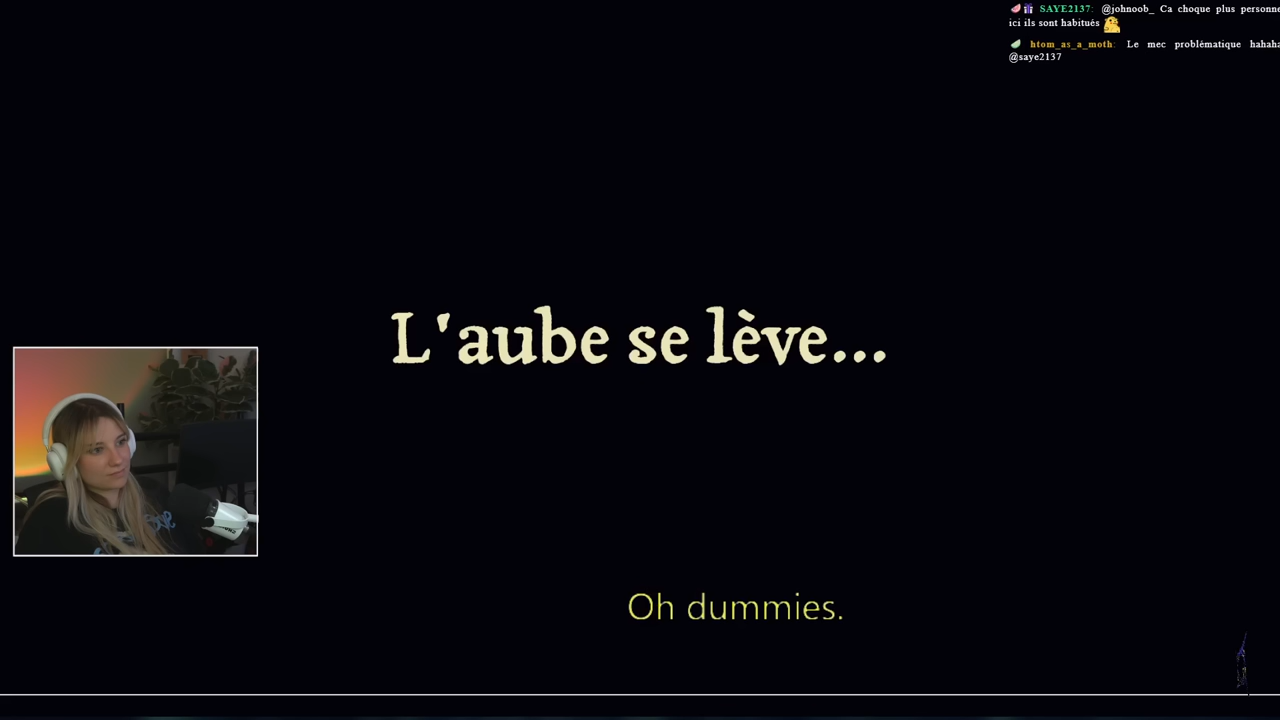 SAYE2137: @johnoob_ Ca choque plus personne
ici ils sont habitués
htom_as_a_moth: Le mec problématique hahaha
@saye2137
L'aube se lève...
Oh dummies.